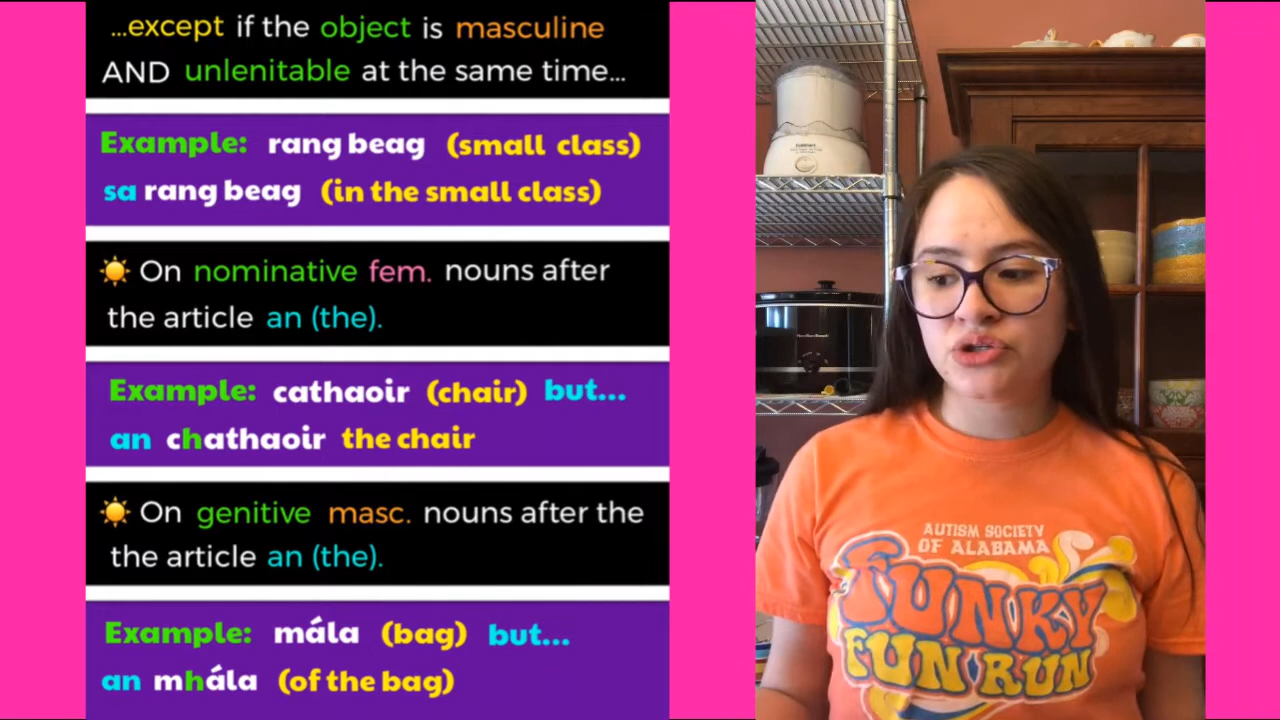 ...except if the object is masculine
AND unlenitable at the same time...
Example: rang beag (small class)
sa rang beag (in the small class)
On nominative fem. nouns after
the article an (the).
Example: cathaoir (chair) but...
an chathaoir the chair
On genitive masc. nouns after the
the article an (the).
Example: mála (bag) but...
an mhála (of the bag)
AUTISM SOCIETY
OF ALABAMA
FUNKY
FUN RUN